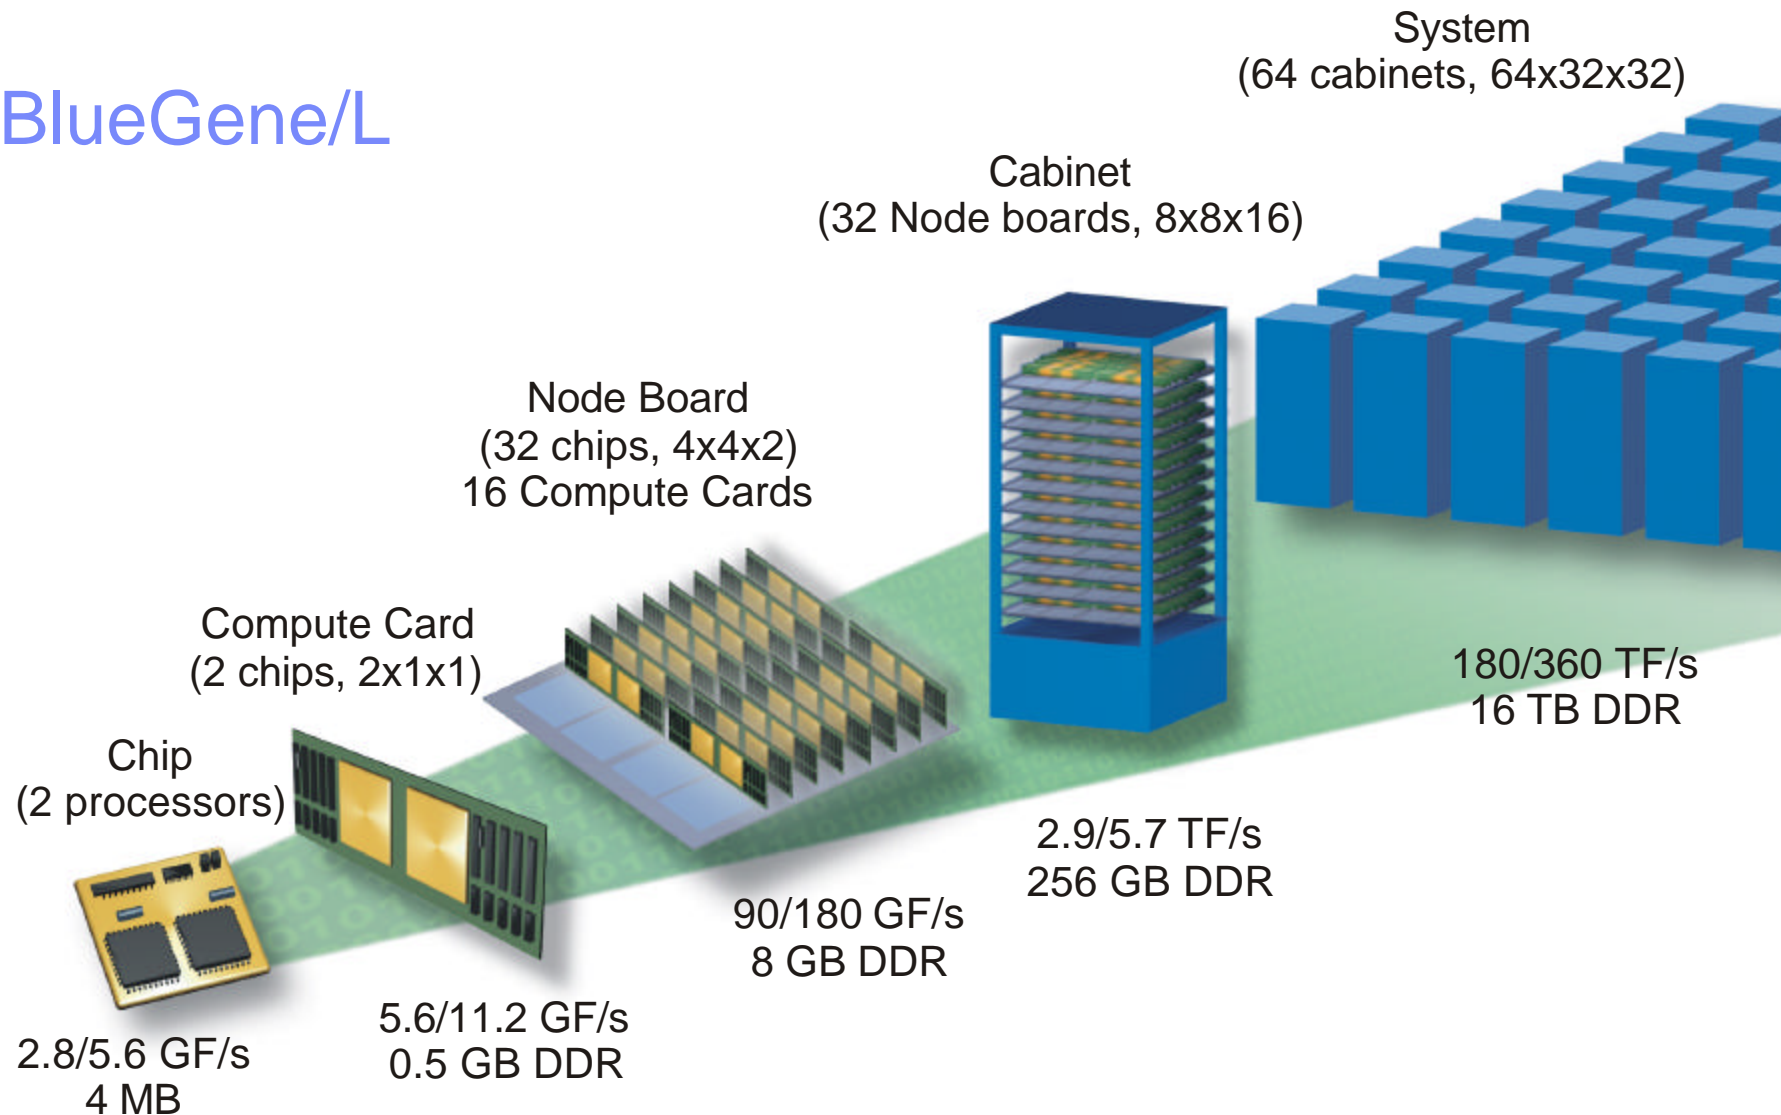 BlueGene/L
System
(64 cabinets, 64x32x32)
Cabinet
(32 Node boards, 8x8x16)
Node Board
(32 chips, 4x4x2)
16 Compute Cards
Compute Card
(2 chips, 2x1x1)
Chip
(2 processors)
180/360 TF/s
16 TB DDR
2.9/5.7 TF/s
256 GB DDR
90/180 GF/s
8 GB DDR
5.6/11.2 GF/s
0.5 GB DDR
2.8/5.6 GF/s
4 MB